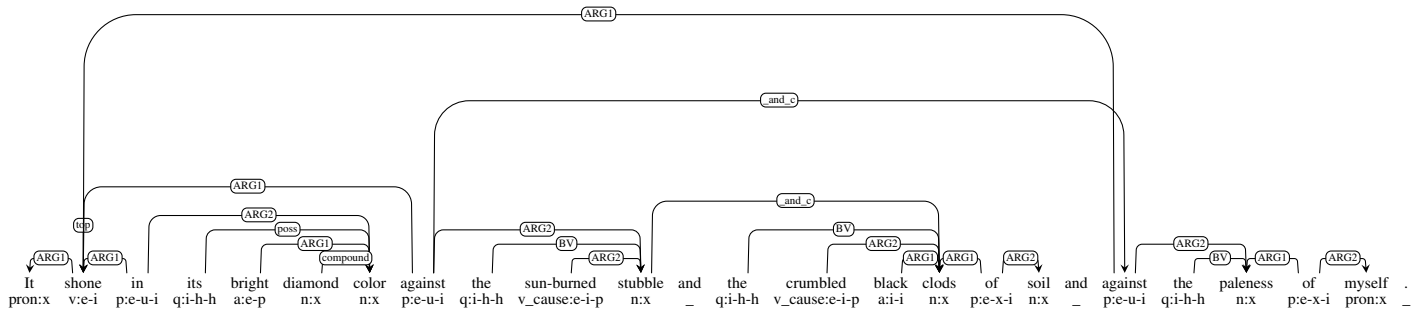 ARG1
_and_c
ARG1
top ARG2 _and_c
poss ARG2 BV
ARG1 BV ARG2 ARG2
ARG1 ARG1 compound ARG2 ARG1 ARG1 ARG2 BV ARG1 ARG2
It shone in its bright diamond color against the sun-burned stubble and the crumbled black clods of soil and against the paleness of myself .
pron:x v:e-i p:e-u-i q:i-h-h a:e-p n:x n:x p:e-u-i q:i-h-h v_cause:e-i-p n:x _ q:i-h-h v_cause:e-i-p a:i-i n:x p:e-x-i n:x _ p:e-u-i q:i-h-h n:x p:e-x-i pron:x _